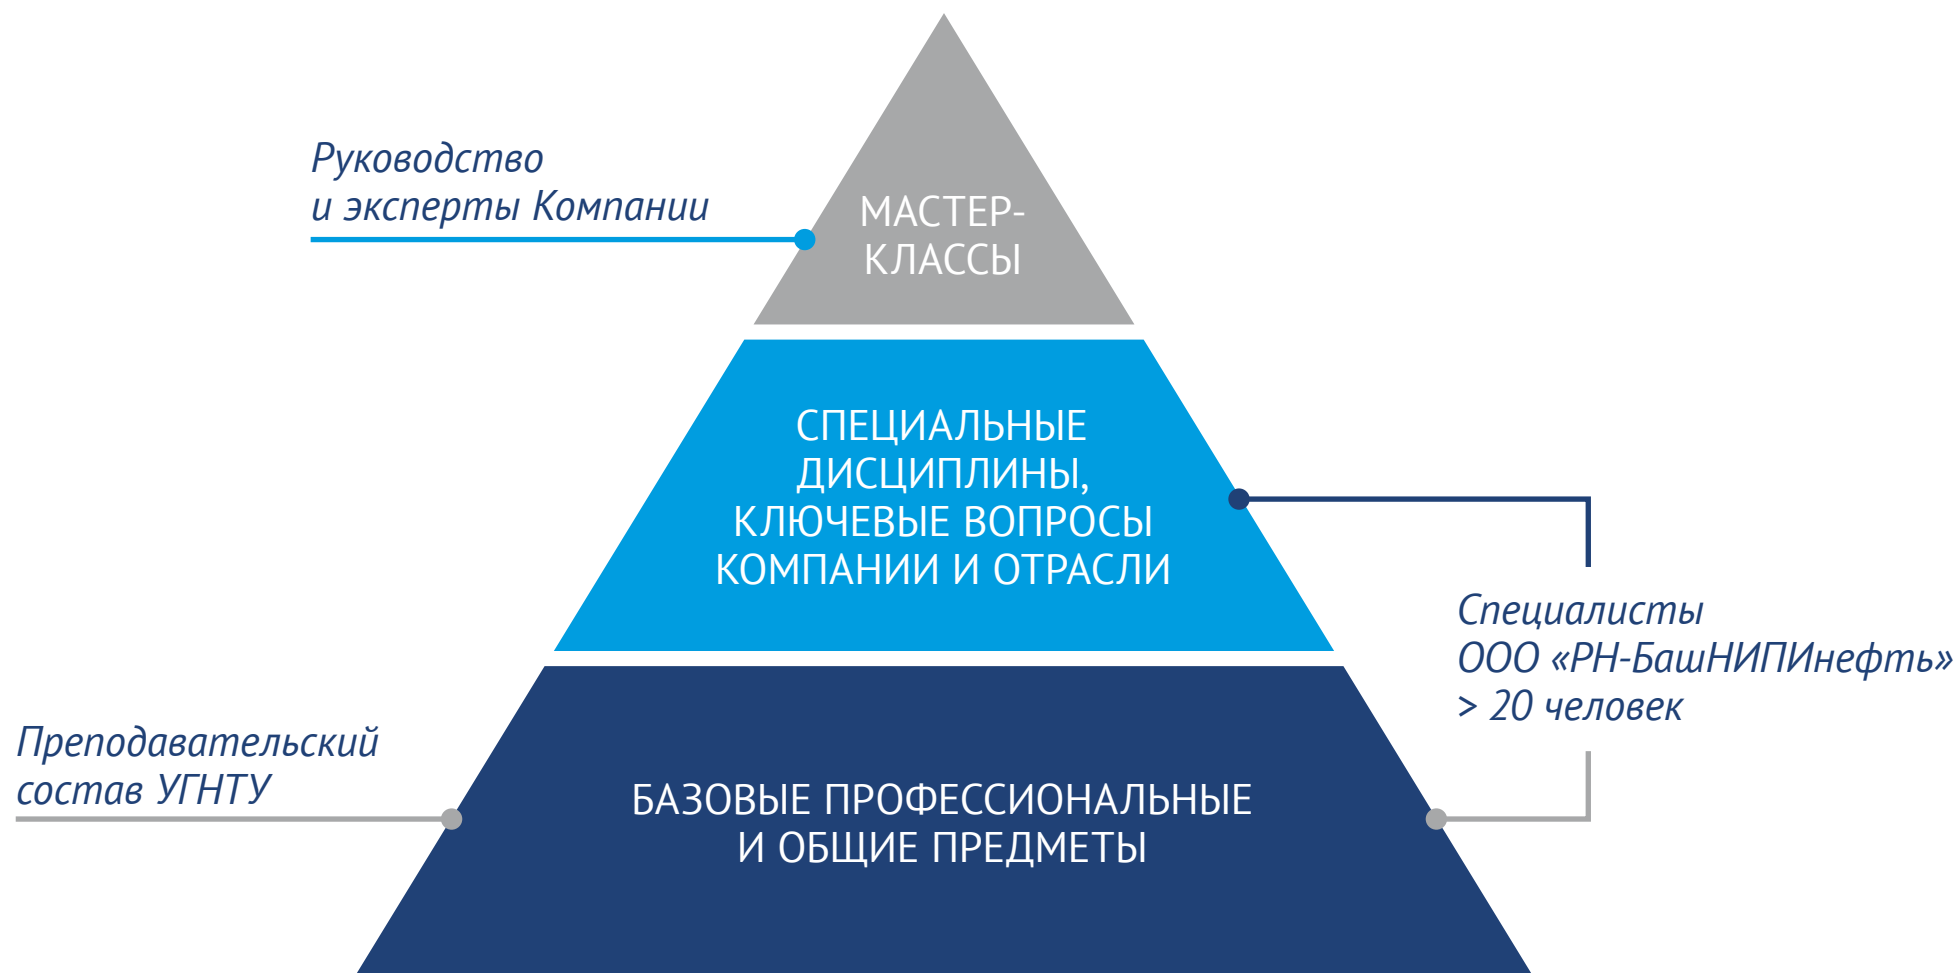 Руководство
и эксперты Компании
МАСТЕР-
КЛАССЫ
СПЕЦИАЛЬНЫЕ
ДИСЦИПЛИНЫ,
КЛЮЧЕВЫЕ ВОПРОСЫ
КОМПАНИИ И ОТРАСЛИ
Специалисты
ООО «РН-БашНИПИнефть»
> 20 человек
Преподавательский
состав УГНТУ
БАЗОВЫЕ ПРОФЕССИОНАЛЬНЫЕ
И ОБЩИЕ ПРЕДМЕТЫ